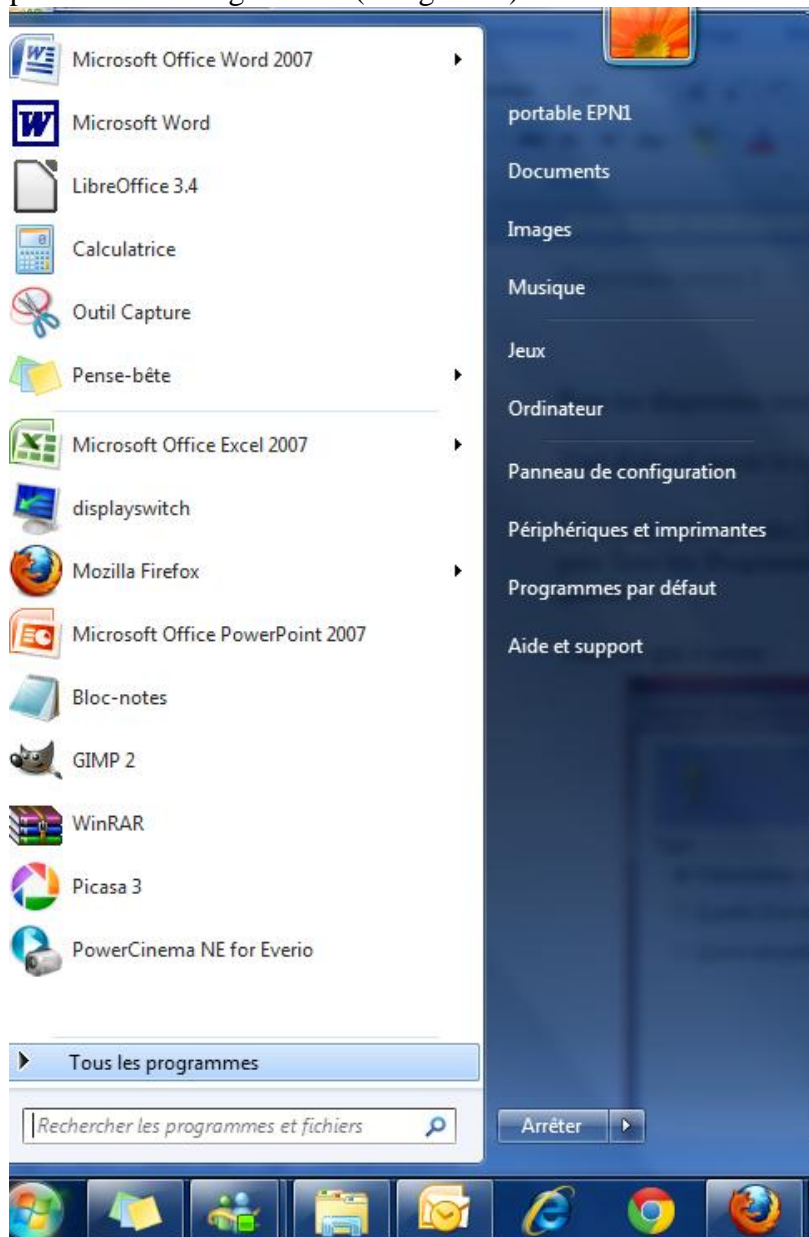 Microsoft Office Word 2007
Microsoft Word
LibreOffice 3.4
Calculatrice
Outil Capture
Pense-bête
Microsoft Office Excel 2007
displayswitch
Mozilla Firefox
Microsoft Office PowerPoint 2007
Bloc-notes
GIMP 2
WinRAR
Picasa 3
PowerCinema NE for Everio
Tous les programmes
Rechercher les programmes et fichiers
portable EPN1
Documents
Images
Musique
Jeux
Ordinateur
Panneau de configuration
Périphériques et imprimantes
Programmes par défaut
Aide et support
Arrêter